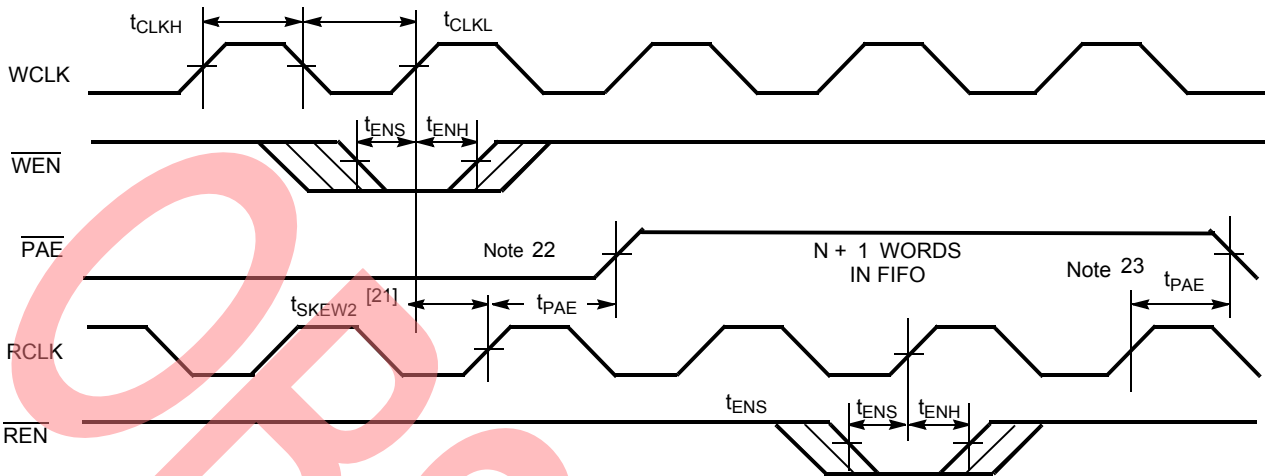 tCLKH
tCLKL
WCLK
tENS
tENH
WEN
PAE
Note 22
N + 1 WORDS
IN FIFO
Note 23
tPAE
tSKEW2 [21]
tPAE
RCLK
tENS
tENS
tENH
REN